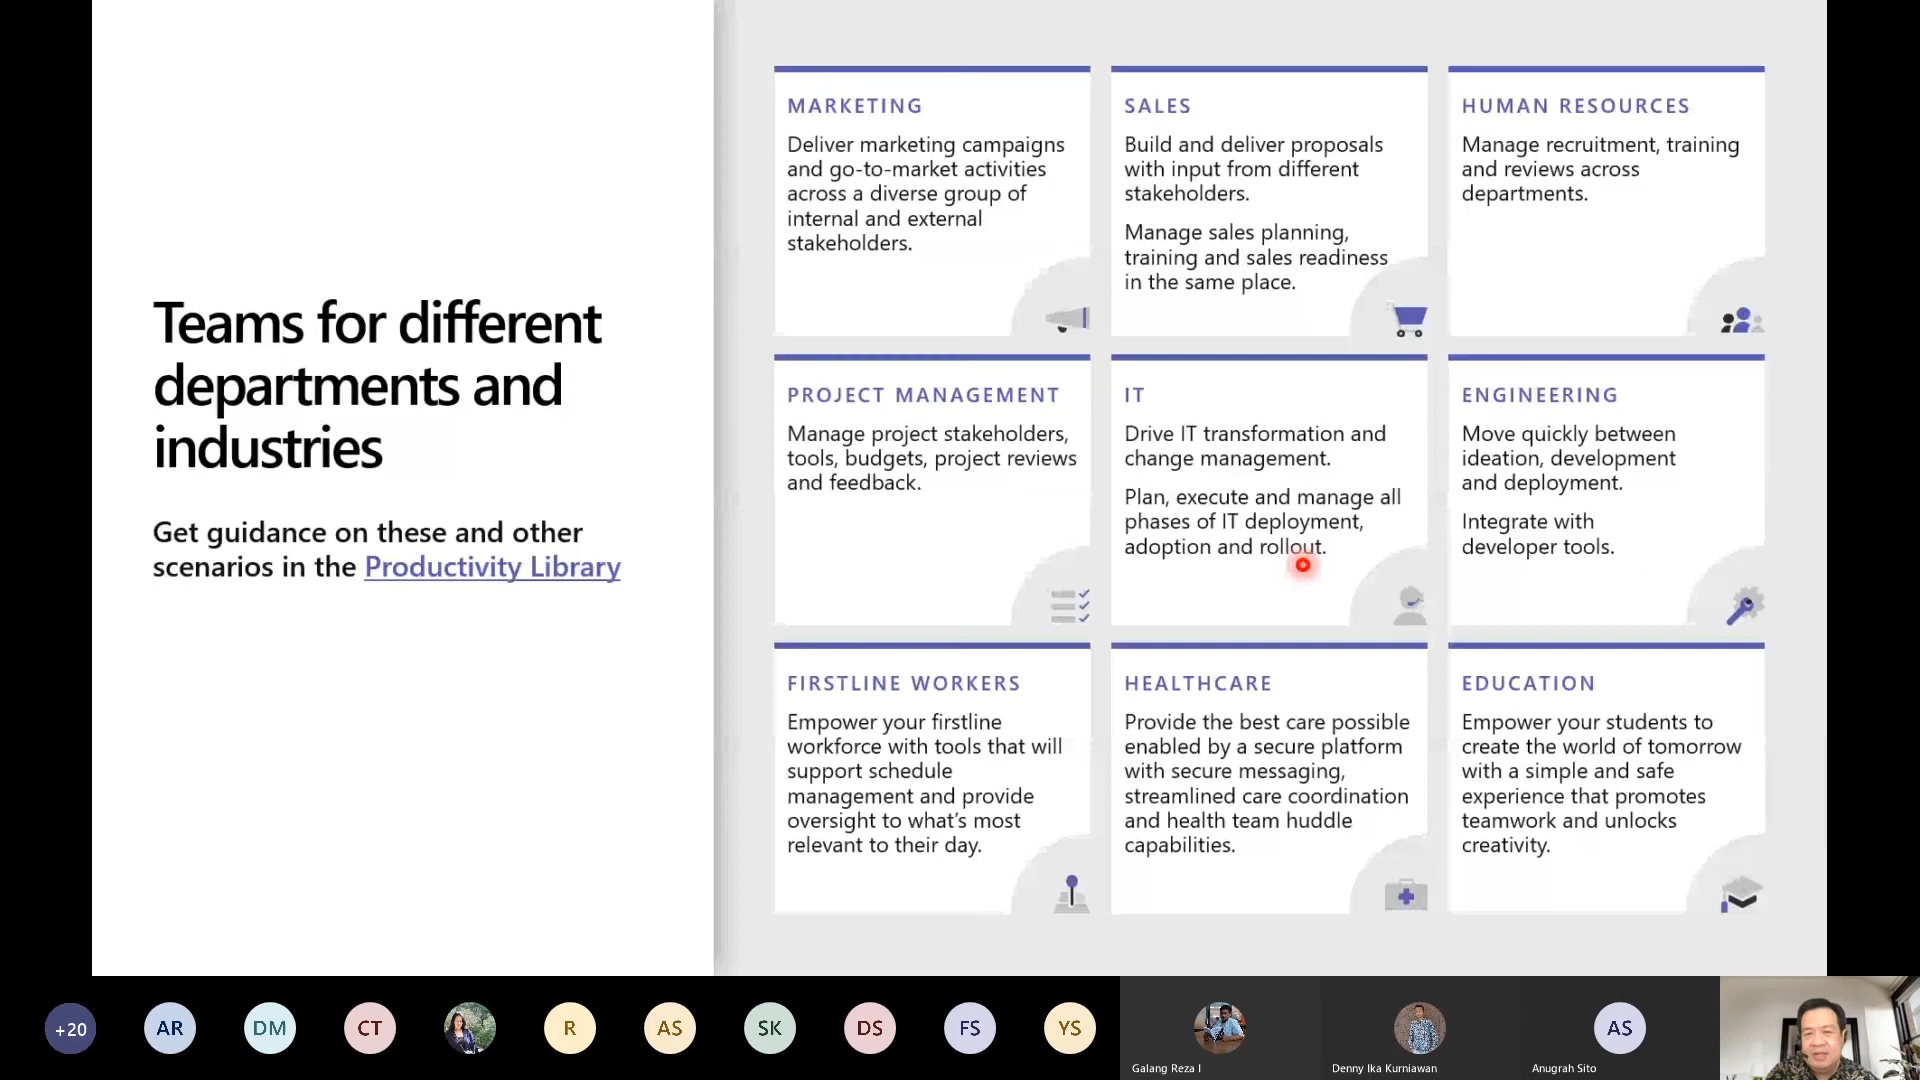 Teams for different
departments and
industries
Get guidance on these and other
scenarios in the Productivity Library
MARKETING
Deliver marketing campaigns
and go-to-market activities
across a diverse group of
internal and external
stakeholders.
SALES
Build and deliver proposals
with input from different
stakeholders.
Manage sales planning,
training and sales readiness
in the same place.
HUMAN RESOURCES
Manage recruitment, training
and reviews across
departments.
PROJECT MANAGEMENT
Manage project stakeholders,
tools, budgets, project reviews
and feedback.
IT
Drive IT transformation and
change management.
Plan, execute and manage all
phases of IT deployment,
adoption and rollout.
ENGINEERING
Move quickly between
ideation, development
and deployment.
Integrate with
developer tools.
FIRSTLINE WORKERS
Empower your firstline
workforce with tools that will
support schedule
management and provide
oversight to what's most
relevant to their day.
HEALTHCARE
Provide the best care possible
enabled by a secure platform
with secure messaging,
streamlined care coordination
and health team huddle
capabilities.
EDUCATION
Empower your students to
create the world of tomorrow
with a simple and safe
experience that promotes
teamwork and unlocks
creativity.
+20
AR
DM
CT
R
AS
SK
DS
FS
YS
Galang Reza I
Denny Ika Kurniawan
AS
Anugrah Sito